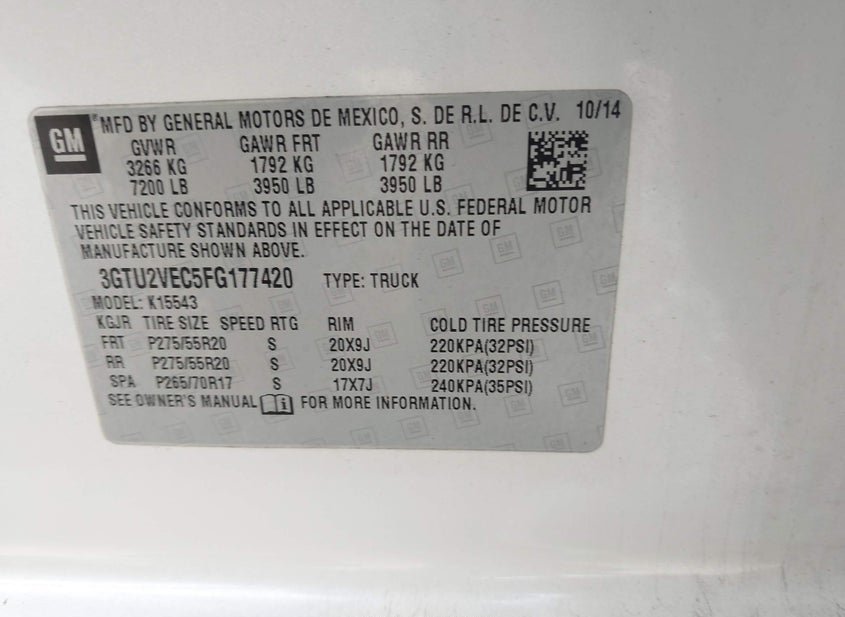 GM
MFD BY GENERAL MOTORS DE MEXICO, S. DE R.L. DE C.V. 10/14
GVWR GAWR FRT GAWR RR
3266 KG 1792 KG 1792 KG
7200 LB 3950 LB 3950 LB
THIS VEHICLE CONFORMS TO ALL APPLICABLE U.S. FEDERAL MOTOR
VEHICLE SAFETY STANDARDS IN EFFECT ON THE DATE OF
MANUFACTURE SHOWN ABOVE.
3GTU2VEC5FG177420 TYPE: TRUCK
MODEL: K15543
KGJR TIRE SIZE SPEED RTG RIM COLD TIRE PRESSURE
FRT P275/55R20 S 20X9J 220KPA(32PSI)
RR P275/55R20 S 20X9J 220KPA(32PSI)
SPA P265/70R17 S 17X7J 240KPA(35PSI)
SEE OWNER'S MANUAL FOR MORE INFORMATION.